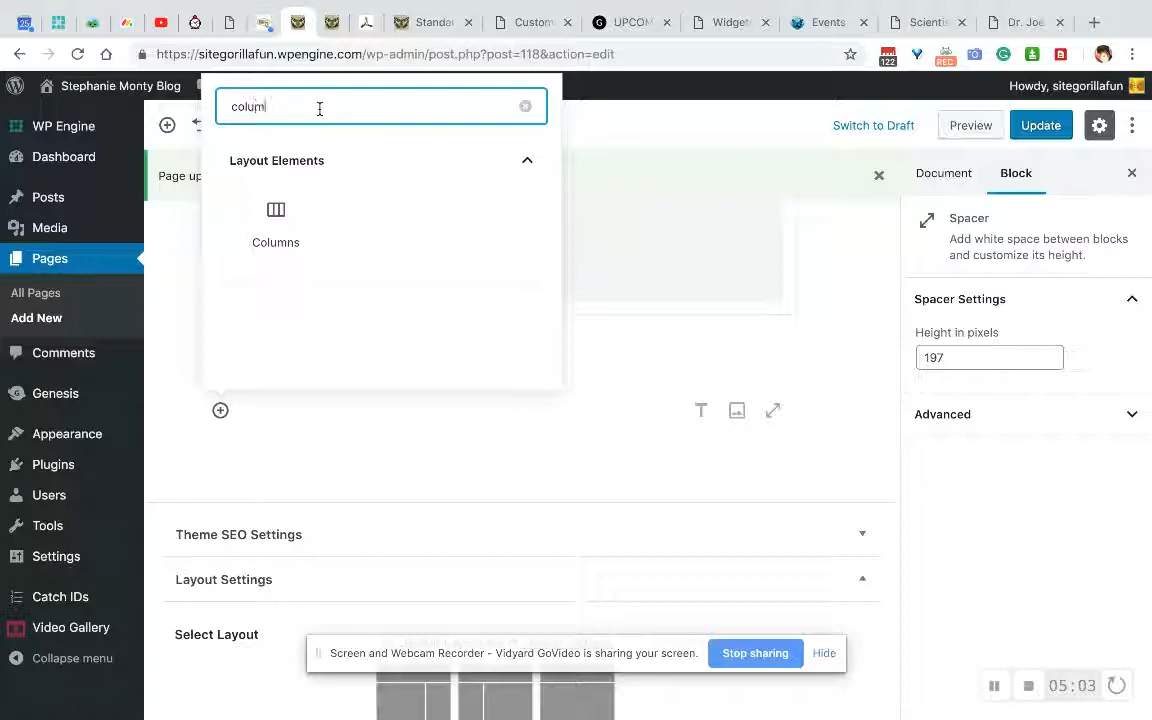 Standar
Custom
UPCOM
Widget
Events
Scientis
Dr. Joe
https://sitegorillafun.wpengine.com/wp-admin/post.php?post=118&action=edit
122
REC
Stephanie Monty Blog
Howdy, sitegorillafun
WP Engine
Dashboard
Posts
Media
Pages
All Pages
Add New
Comments
Genesis
Appearance
Plugins
Users
Tools
Settings
Catch IDs
Video Gallery
Collapse menu
colum
Layout Elements
Columns
Switch to Draft
Preview
Update
Page up
Document
Block
Spacer
Add white space between blocks
and customize its height.
Spacer Settings
Height in pixels
197
Advanced
Theme SEO Settings
Layout Settings
Select Layout
Screen and Webcam Recorder - Vidyard GoVideo is sharing your screen.
Stop sharing
Hide
05:03